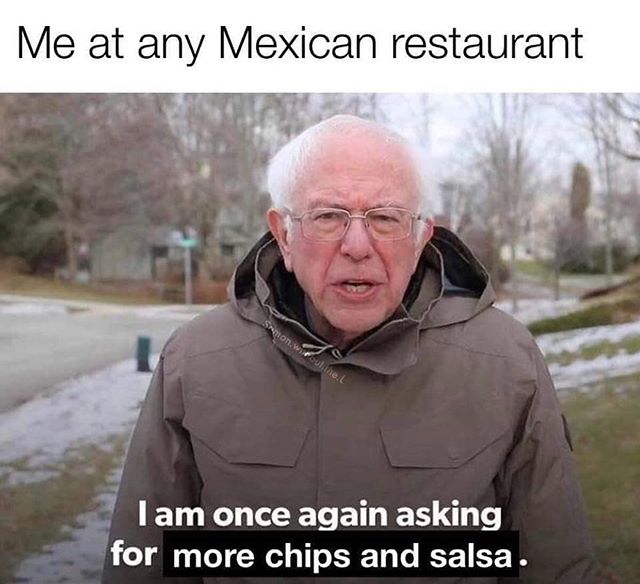 Me at any Mexican restaurant
I am once again asking
for more chips and salsa.